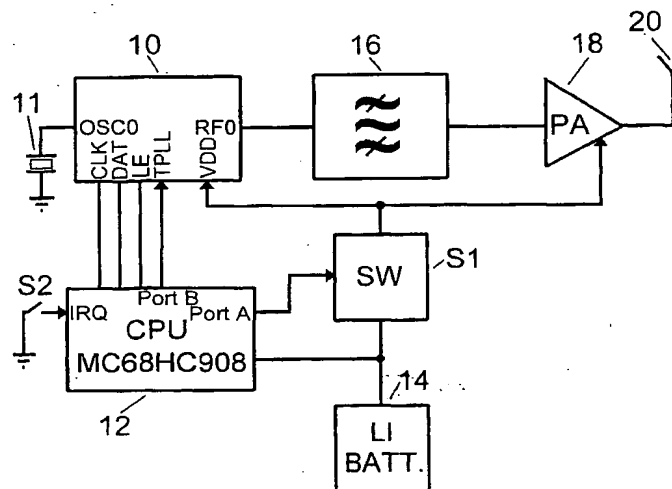 10
16
18
20
11
OSC0
RF0
PA
CLK
DAT
LE
TPLL
VDD
S2
IRQ
Port B
Port A
SW
S1
CPU
MC68HC908
12
14
LI
BATT.